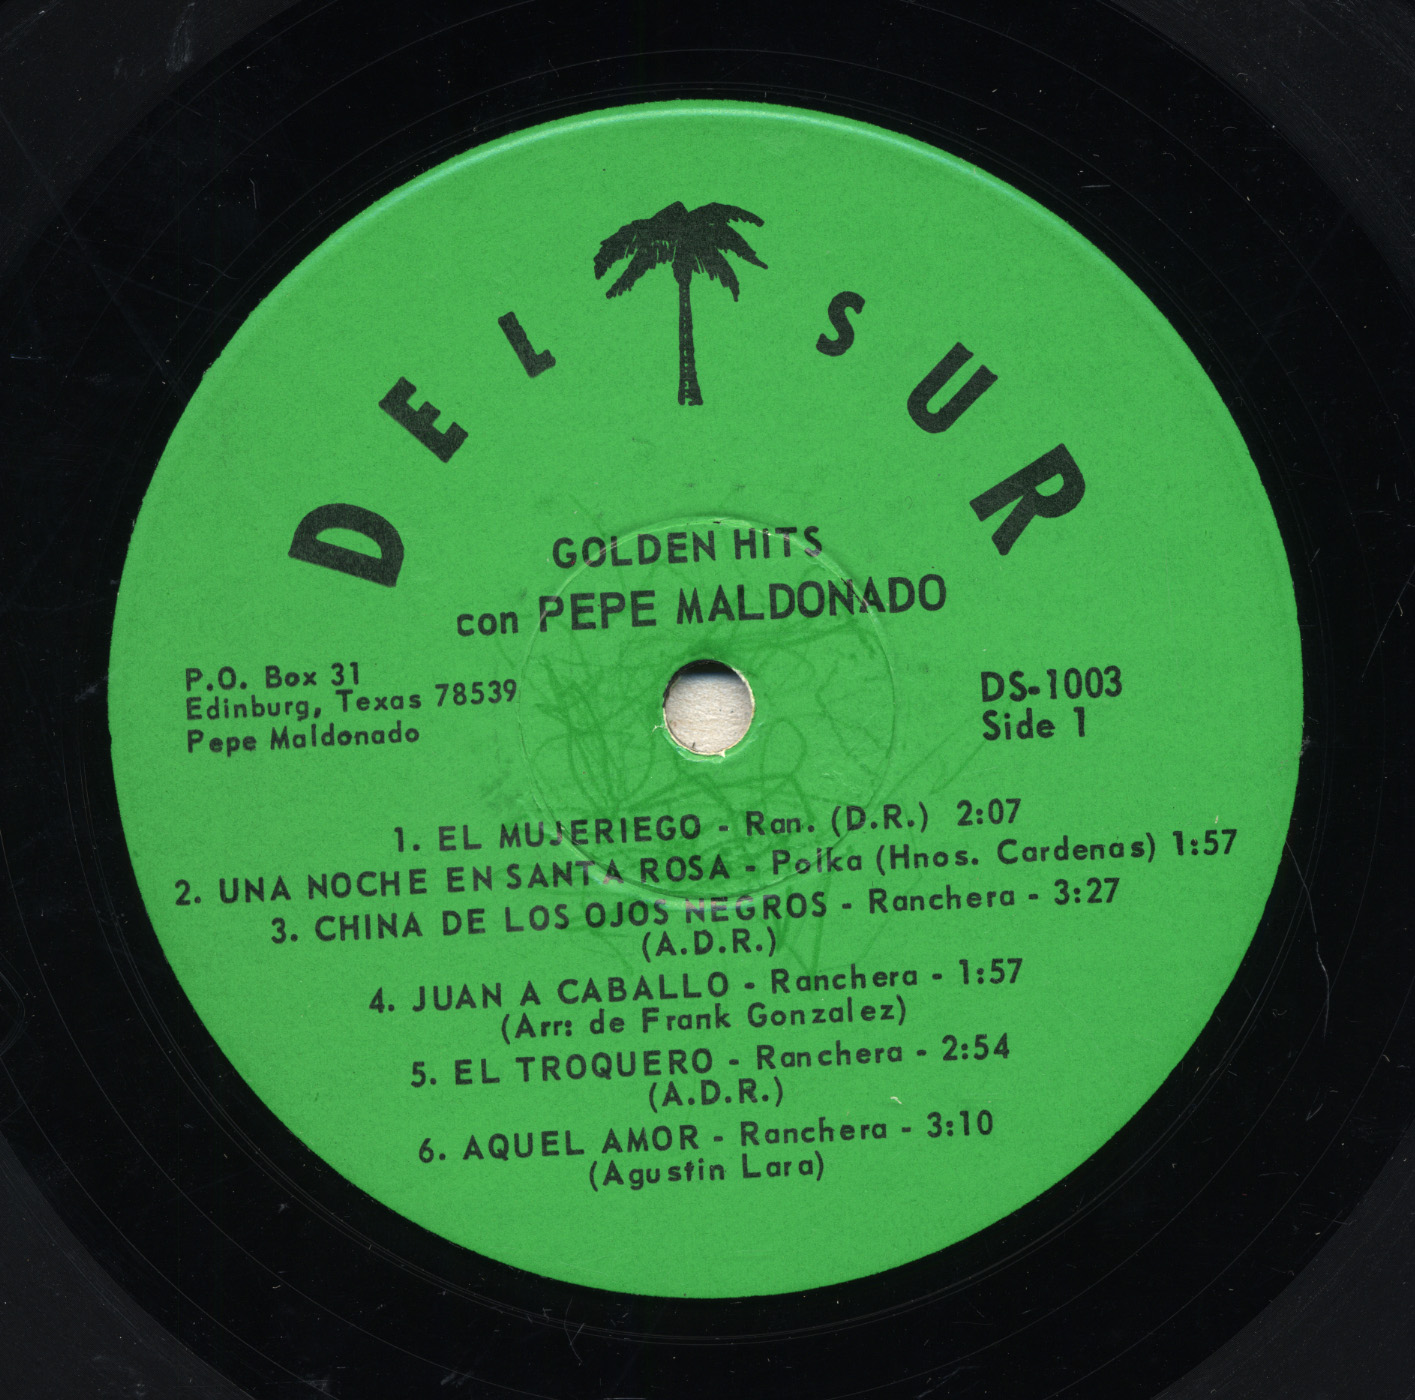 DEL SUR
GOLDEN HITS
con PEPE MALDONADO
P.O. Box 31
Edinburg, Texas 78539
Pepe Maldonado
DS-1003
Side 1
1. EL MUJERIEGO - Ran. (D.R.) 2:07
2. UNA NOCHE EN SANTA ROSA - Polka (Hnos. Cardenas) 1:57
3. CHINA DE LOS OJOS NEGROS - Ranchera - 3:27
(A.D.R.)
4. JUAN A CABALLO - Ranchera - 1:57
(Arr: de Frank Gonzalez)
5. EL TROQUERO - Ranchera - 2:54
(A.D.R.)
6. AQUEL AMOR - Ranchera - 3:10
(Agustin Lara)